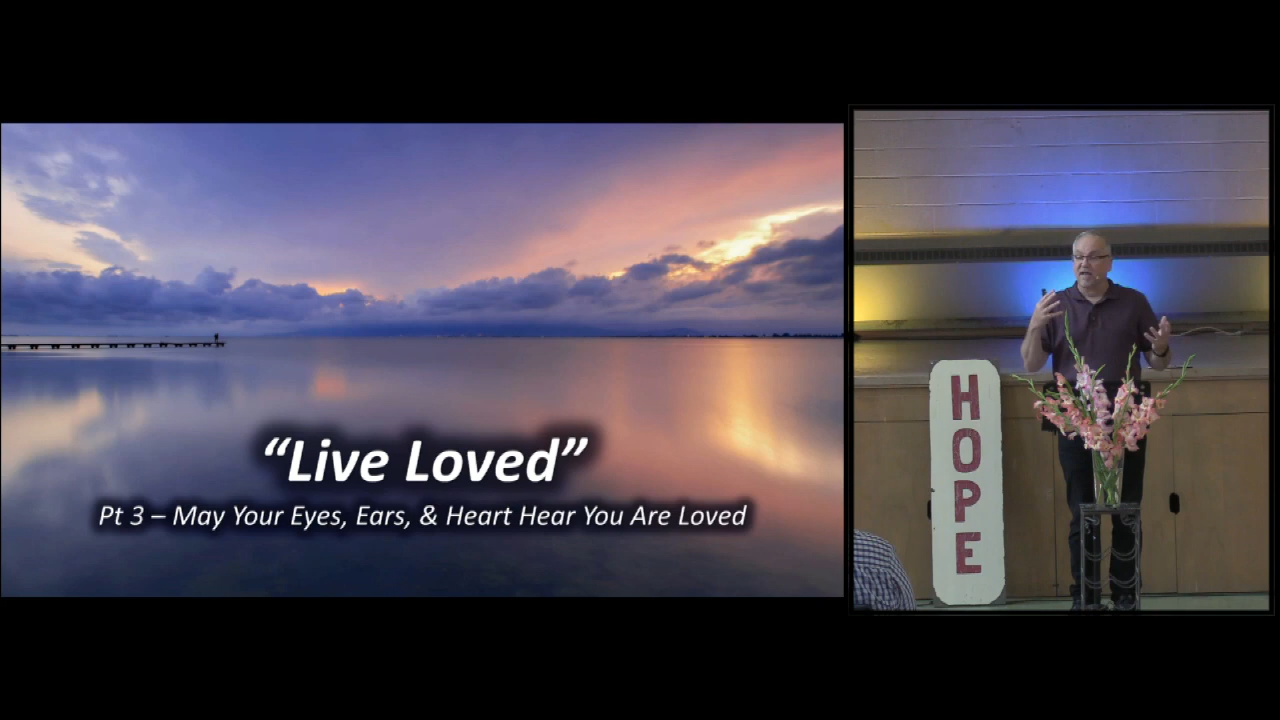 “Live Loved”
Pt 3 – May Your Eyes, Ears, & Heart Hear You Are Loved
HOPE